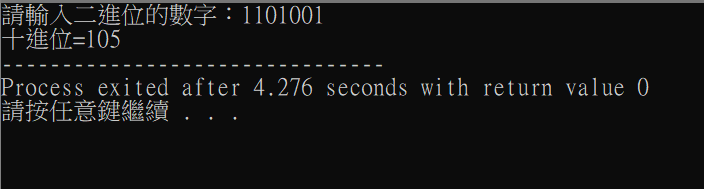 請輸入二進位的數字：1101001
十進位=105
--------------------------------
Process exited after 4.276 seconds with return value 0
請按任意鍵繼續 . . .